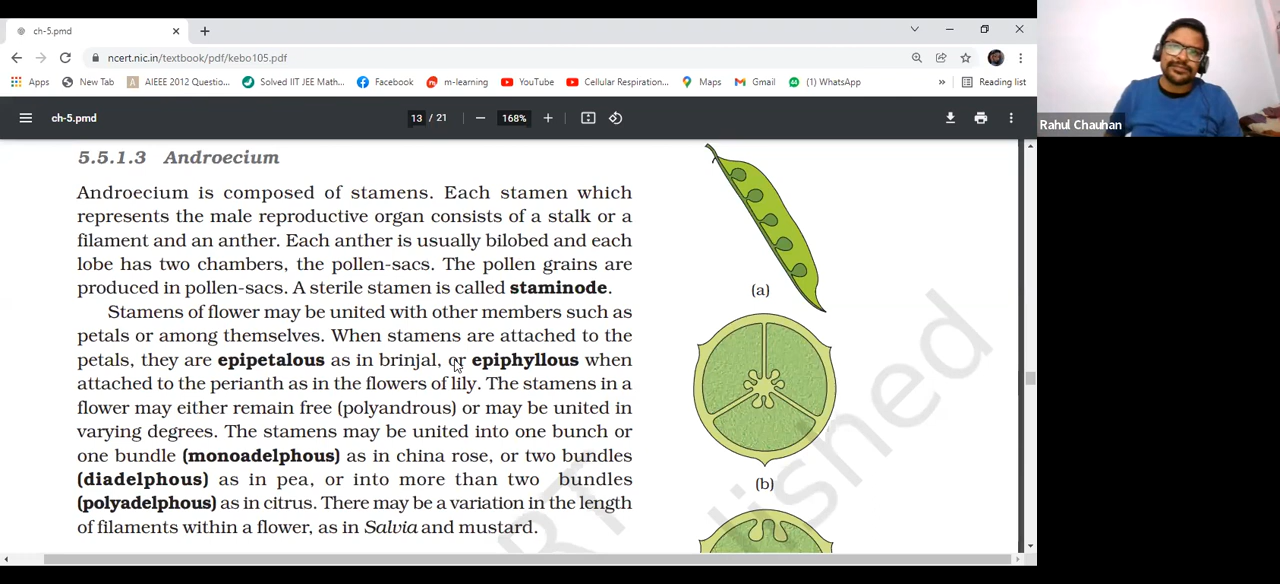 ch-5.pmd
ncert.nic.in/textbook/pdf/kebo105.pdf
Apps New Tab AIEEE 2012 Questio... Solved IIT JEE Math... Facebook m-learning YouTube Cellular Respiration,... Maps Gmail (1) WhatsApp » Reading list
ch-5.pmd 13 / 21 168%
Rahul Chauhan
5.5.1.3 Androecium
Androecium is composed of stamens. Each stamen which
represents the male reproductive organ consists of a stalk or a
filament and an anther. Each anther is usually bilobed and each
lobe has two chambers, the pollen-sacs. The pollen grains are
produced in pollen-sacs. A sterile stamen is called staminode.
Stamens of flower may be united with other members such as
petals or among themselves. When stamens are attached to the
petals, they are epipetalous as in brinjal, or epiphyllous when
attached to the perianth as in the flowers of lily. The stamens in a
flower may either remain free (polyandrous) or may be united in
varying degrees. The stamens may be united into one bunch or
one bundle (monoadelphous) as in china rose, or two bundles
(diadelphous) as in pea, or into more than two bundles
(polyadelphous) as in citrus. There may be a variation in the length
of filaments within a flower, as in Salvia and mustard.
(a)
(b)
RT
lished